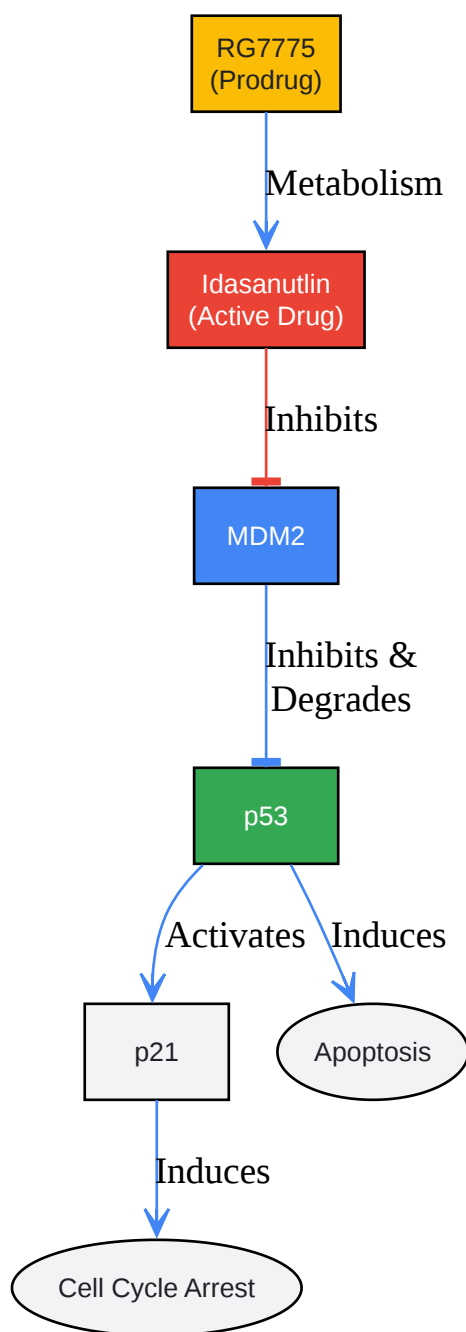 RG7775
(Prodrug)
Metabolism
Idasanutlin
(Active Drug)
Inhibits
MDM2
Inhibits &
Degrades
p53
Activates
Induces
p21
Apoptosis
Induces
Cell Cycle Arrest